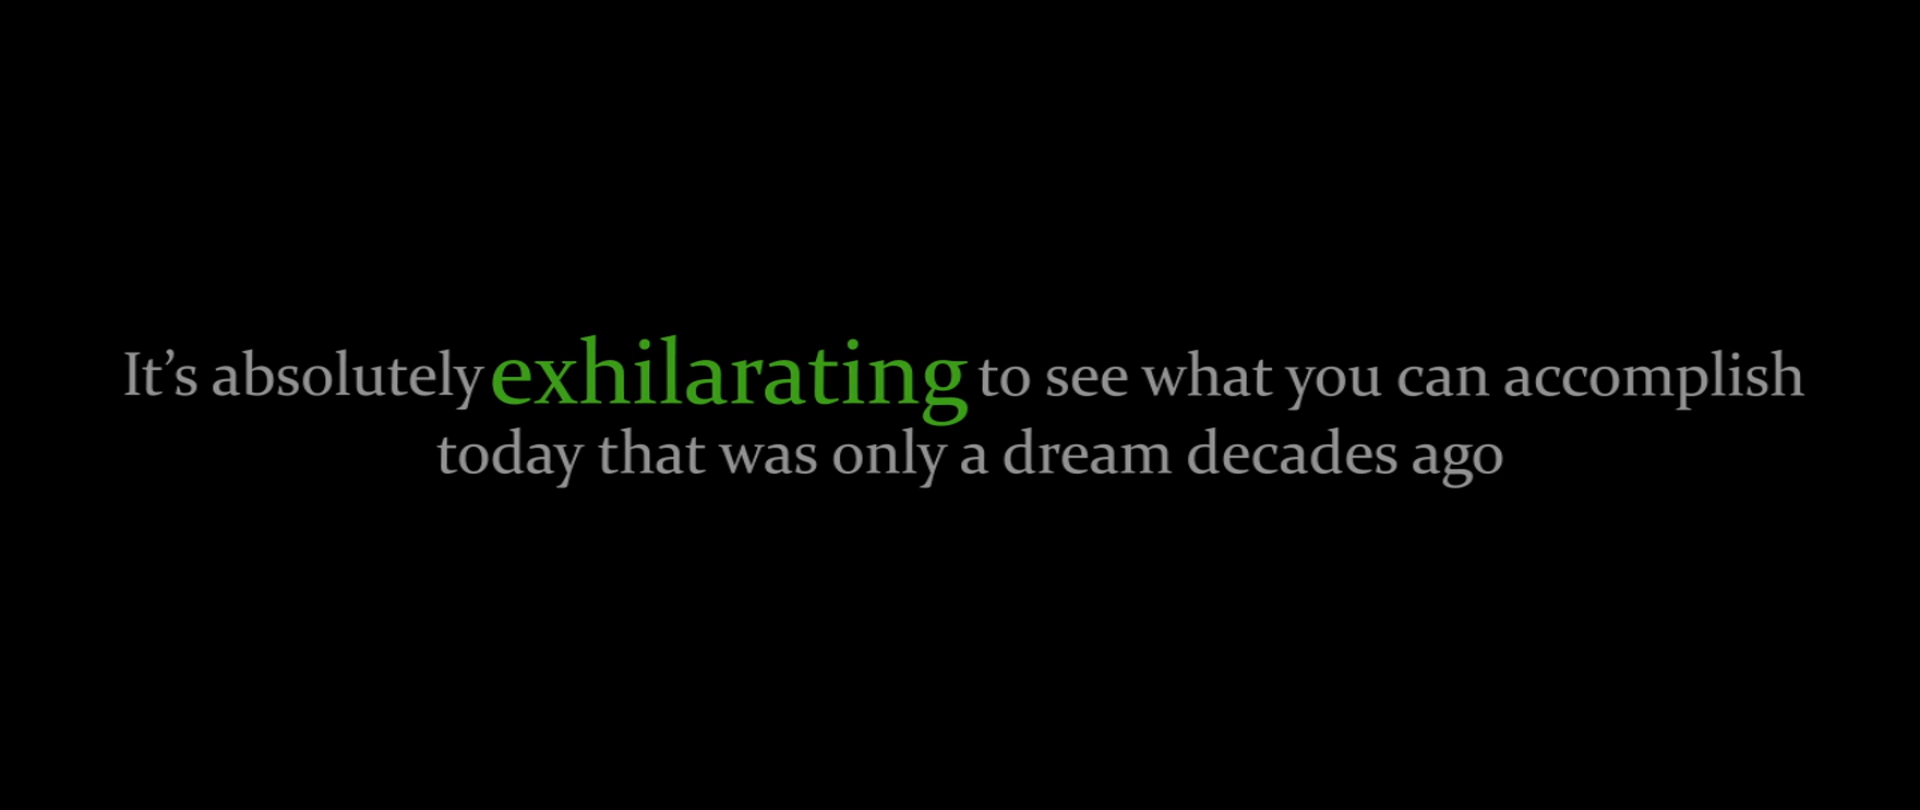 It’s absolutely exhilarating to see what you can accomplish
today that was only a dream decades ago